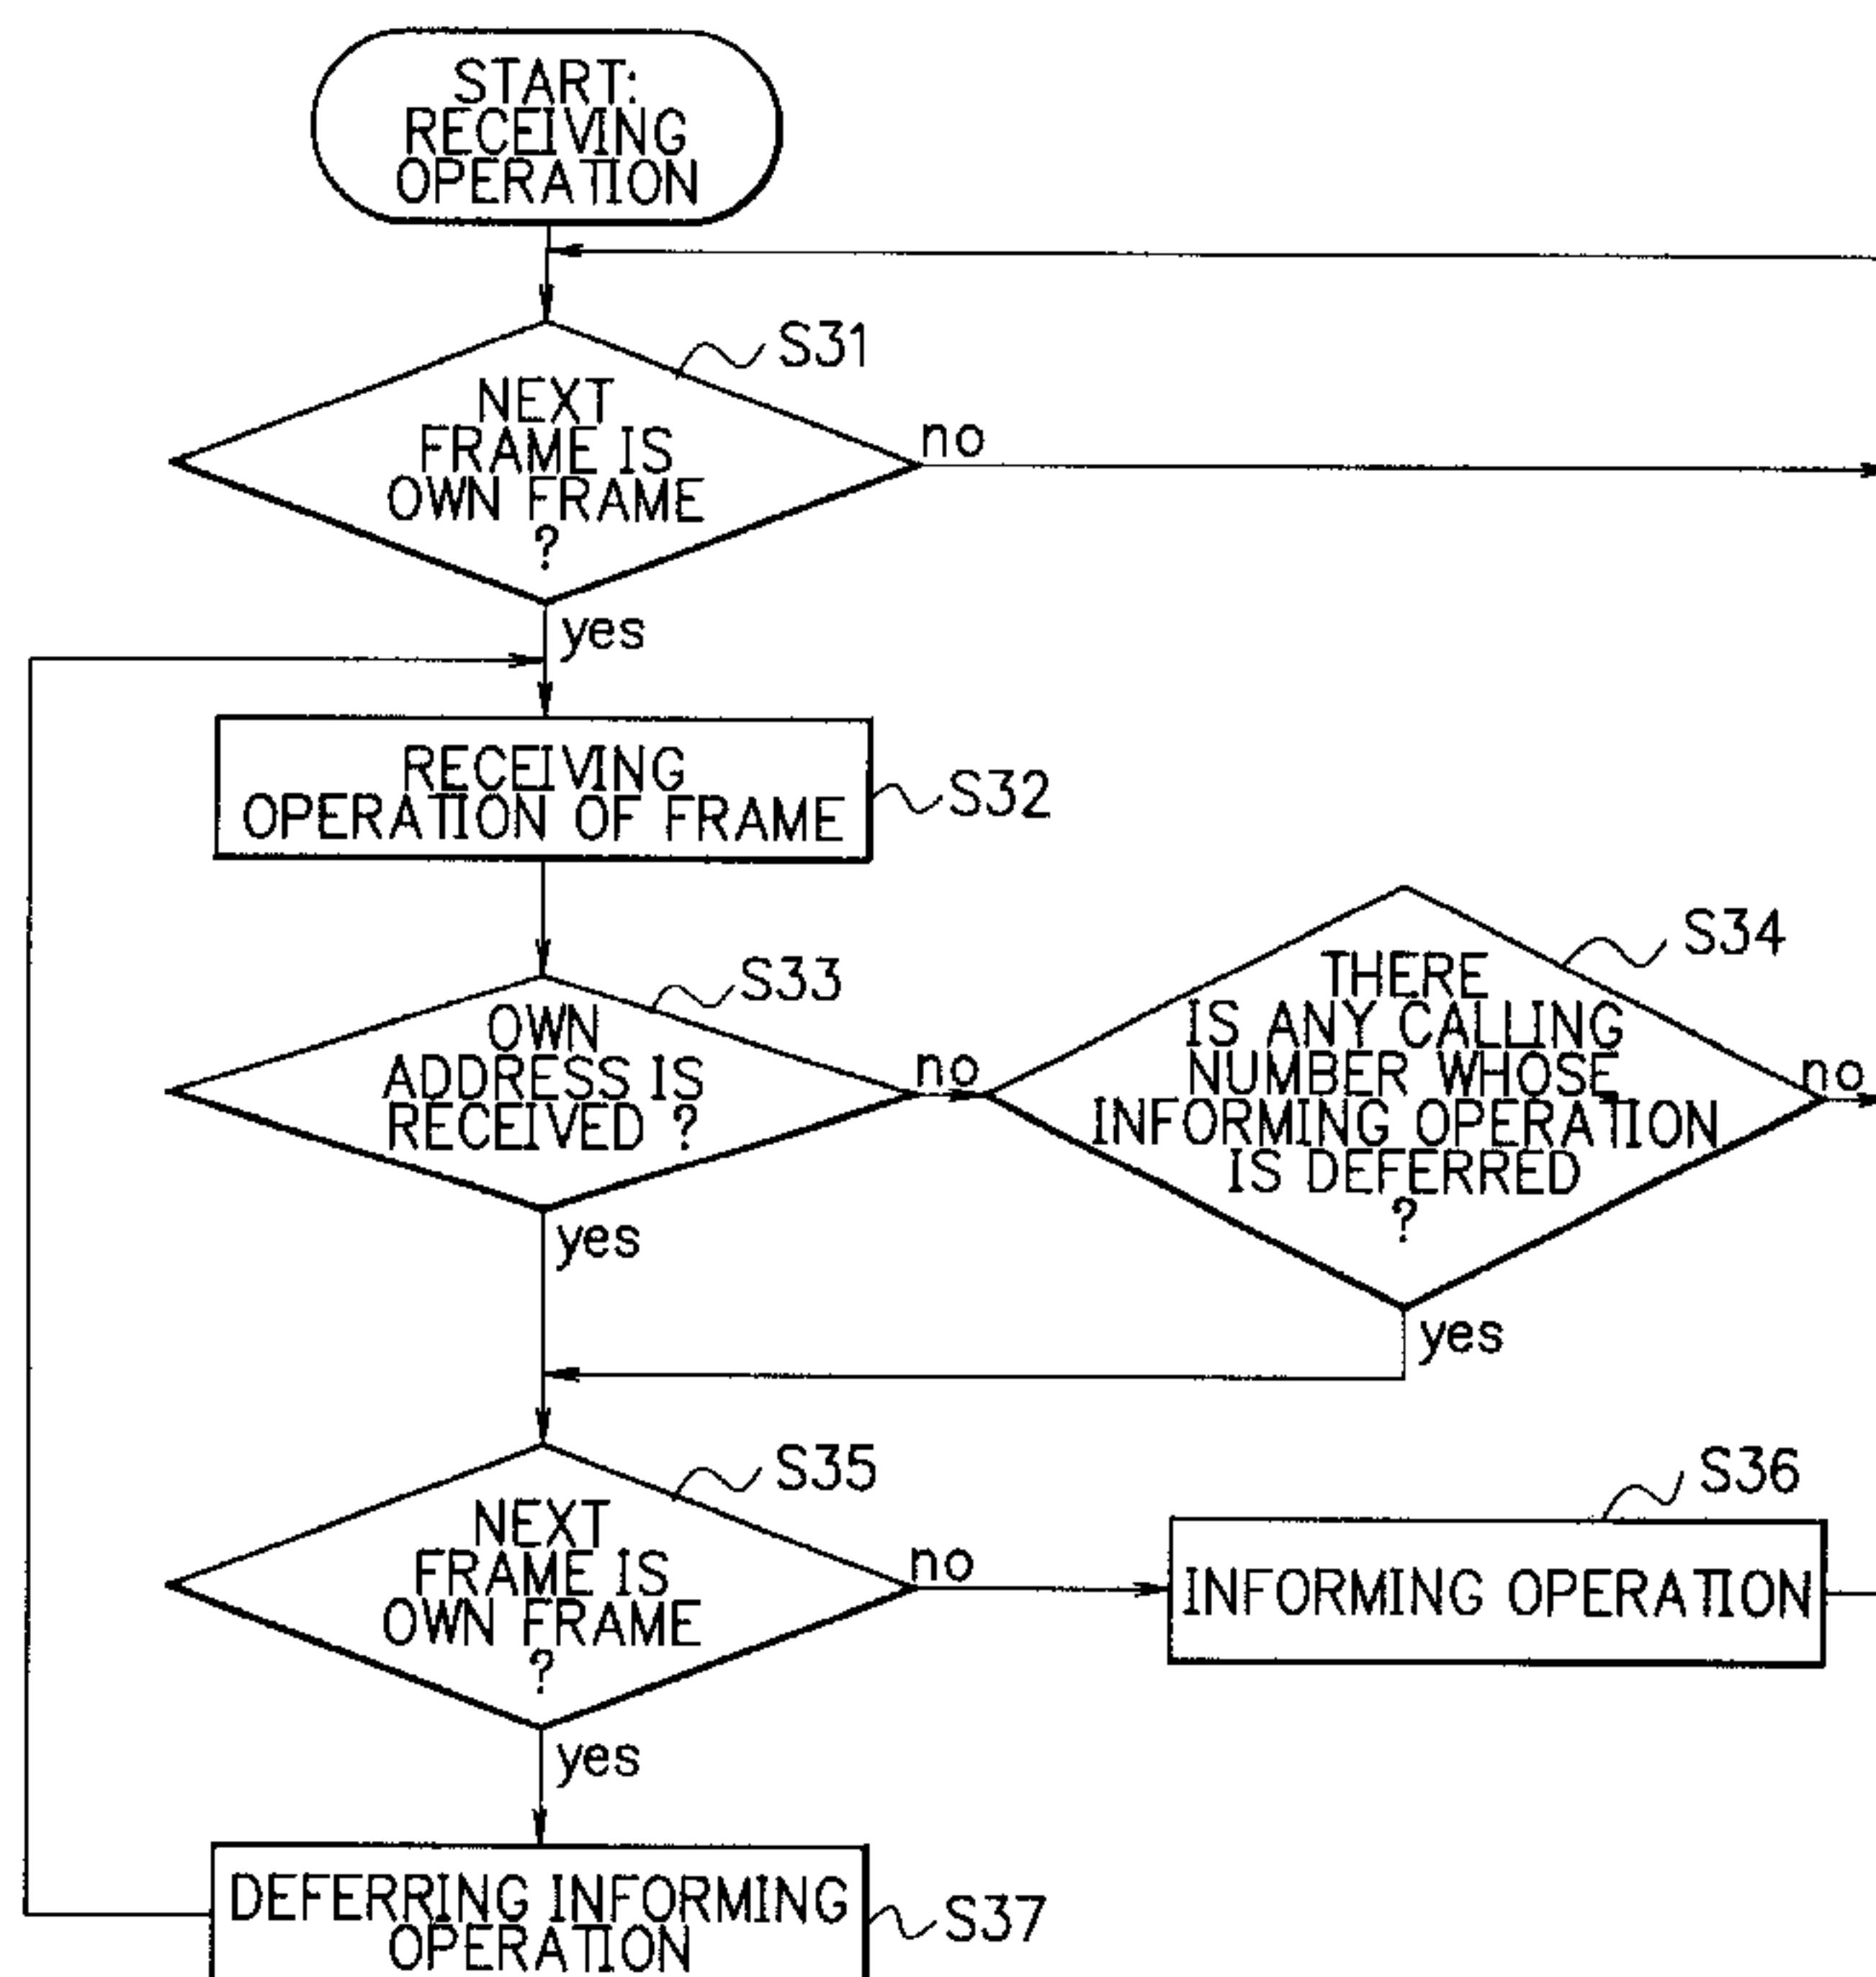 START:
RECEIVING
OPERATION
S31
NEXT
FRAME IS
OWN FRAME
?
no
yes
RECEIVING
OPERATION OF FRAME
S32
S33
OWN
ADDRESS IS
RECEIVED ?
no
yes
S34
THERE
IS ANY CALLING
NUMBER WHOSE
INFORMING OPERATION
IS DEFERRED
?
no
yes
S35
NEXT
FRAME IS
OWN FRAME
?
no
yes
S36
INFORMING OPERATION
DEFERRING INFORMING
OPERATION
S37